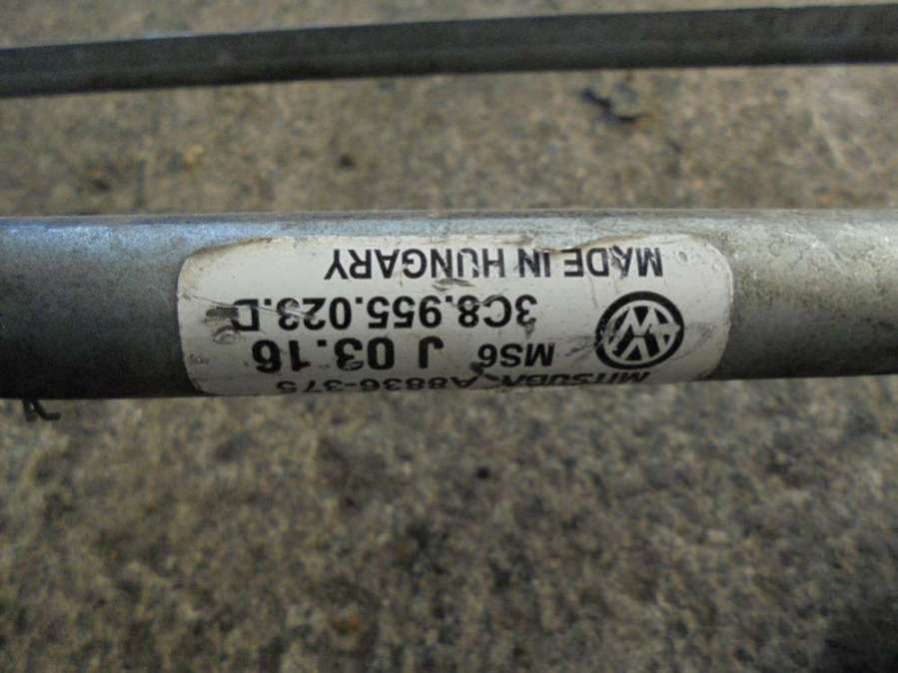 MITSUBA A8836-375
MS6 J 03.16
3C8.955.023.D
MADE IN HUNGARY